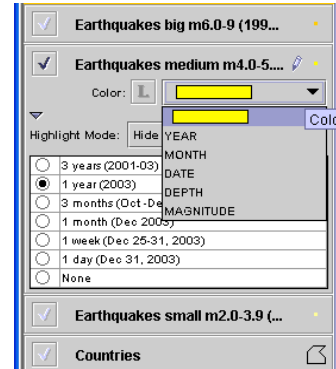 Earthquakes big m6.0-9 (199...
Earthquakes medium m4.0-5....
Color: L
Colo
YEAR
Highlight Mode: Hide
MONTH
DATE
DEPTH
MAGNITUDE
3 years (2001-03)
1 year (2003)
3 months (Oct-De
1 month (Dec 2003)
1 week (Dec 25-31, 2003)
1 day (Dec 31, 2003)
None
Earthquakes small m2.0-3.9 (...
Countries